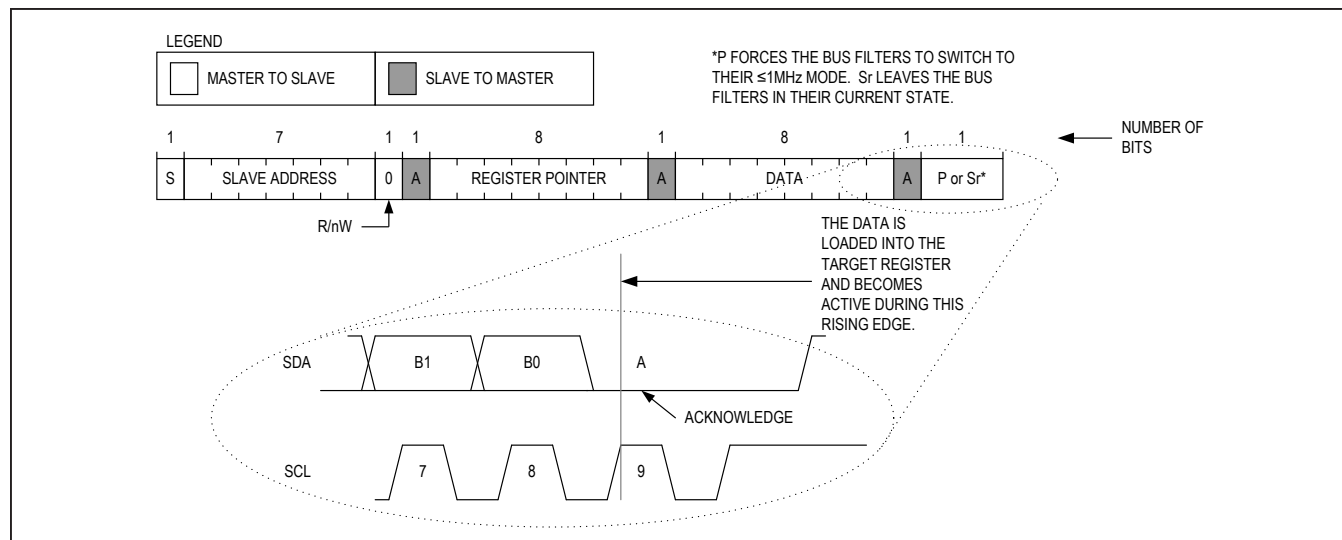 LEGEND
MASTER TO SLAVE
SLAVE TO MASTER
*P FORCES THE BUS FILTERS TO SWITCH TO
THEIR ≤1MHz MODE. Sr LEAVES THE BUS
FILTERS IN THEIR CURRENT STATE.
1 7 1 1 8 1 8 1 1
NUMBER OF
BITS
S SLAVE ADDRESS 0 A REGISTER POINTER A DATA A P or Sr*
R/nW
THE DATA IS
LOADED INTO THE
TARGET REGISTER
AND BECOMES
ACTIVE DURING THIS
RISING EDGE.
SDA B1 B0 A
ACKNOWLEDGE
SCL 7 8 9